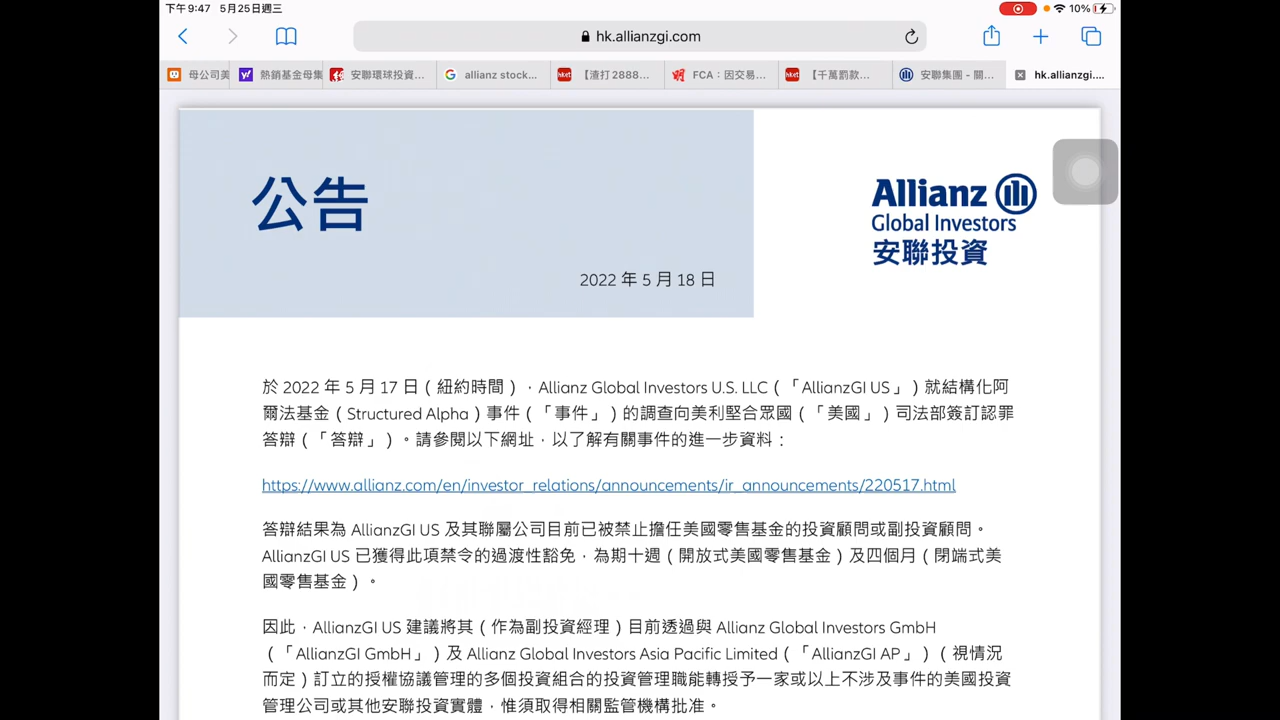 下午9:47 5月25日週三
10%
hk.allianzgi.com
母公司美
熱銷基金母集
安聯環球投資...
allianz stock...
【渣打2888...
FCA：因交易...
【千萬罰款...
安聯集團 - 關...
hk.allianzgi....
公告
2022 年 5 月 18 日
Allianz
Global Investors
安聯投資
於 2022 年 5 月 17 日（紐約時間），Allianz Global Investors U.S. LLC（「AllianzGI US」）就結構化阿
爾法基金（Structured Alpha）事件（「事件」）的調查向美利堅合眾國（「美國」）司法部簽訂認罪
答辯（「答辯」）。請參閱以下網址，以了解有關事件的進一步資料：
https://www.allianz.com/en/investor_relations/announcements/ir_announcements/220517.html
答辯結果為 AllianzGI US 及其聯屬公司目前已被禁止擔任美國零售基金的投資顧問或副投資顧問。
AllianzGI US 已獲得此項禁令的過渡性豁免，為期十週（開放式美國零售基金）及四個月（閉端式美
國零售基金）。
因此，AllianzGI US 建議將其（作為副投資經理）目前透過與 Allianz Global Investors GmbH
（「AllianzGI GmbH」）及 Allianz Global Investors Asia Pacific Limited（「AllianzGI AP」）（視情況
而定）訂立的授權協議管理的多個投資組合的投資管理職能轉授予一家或以上不涉及事件的美國投資
管理公司或其他安聯投資實體，惟須取得相關監管機構批准。